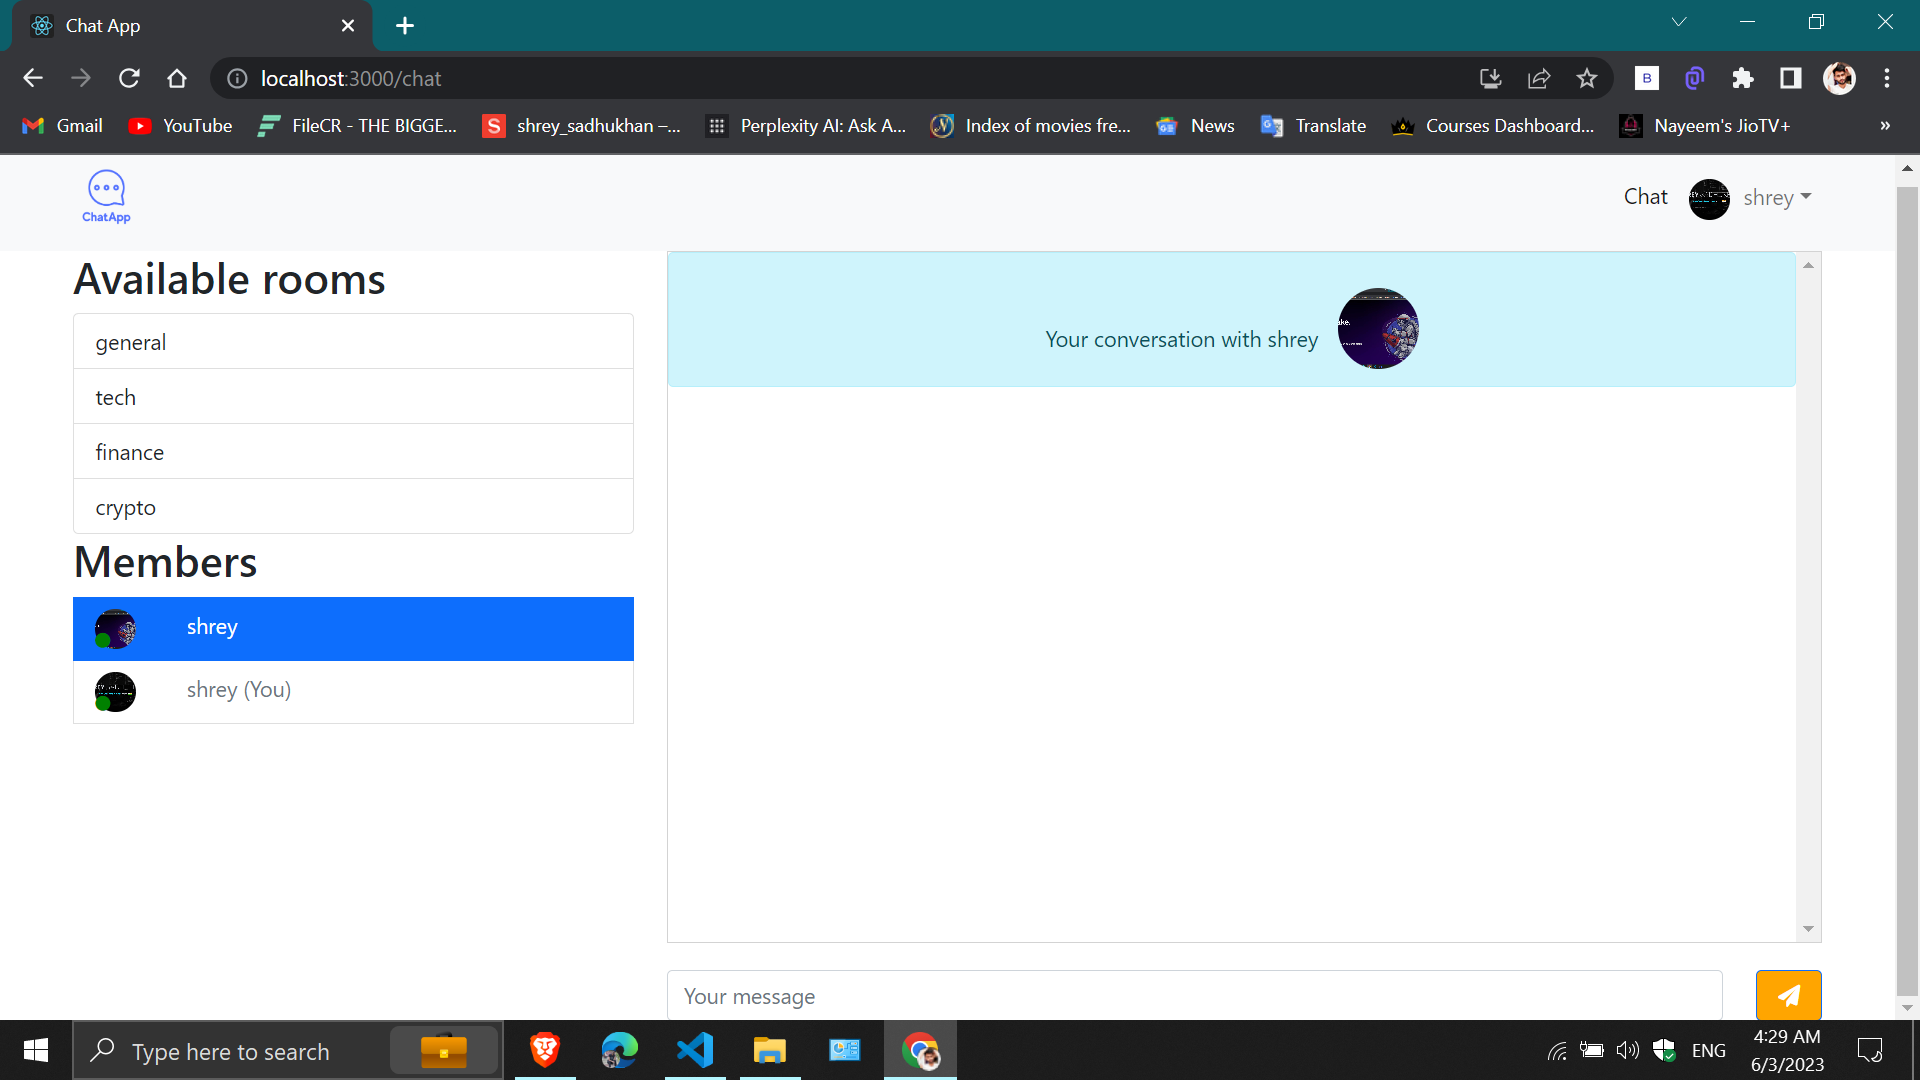 Chat App
localhost:3000/chat
Gmail
YouTube
FileCR - THE BIGGE...
S
shrey_sadhukhan –...
Perplexity AI: Ask A...
Index of movies fre...
News
Translate
Courses Dashboard...
Nayeem's JioTV+
»
B
ChatApp
Chat
shrey
Available rooms
general
tech
finance
crypto
Members
shrey
shrey (You)
Your conversation with shrey
Your message
Type here to search
ENG
4:29 AM
6/3/2023